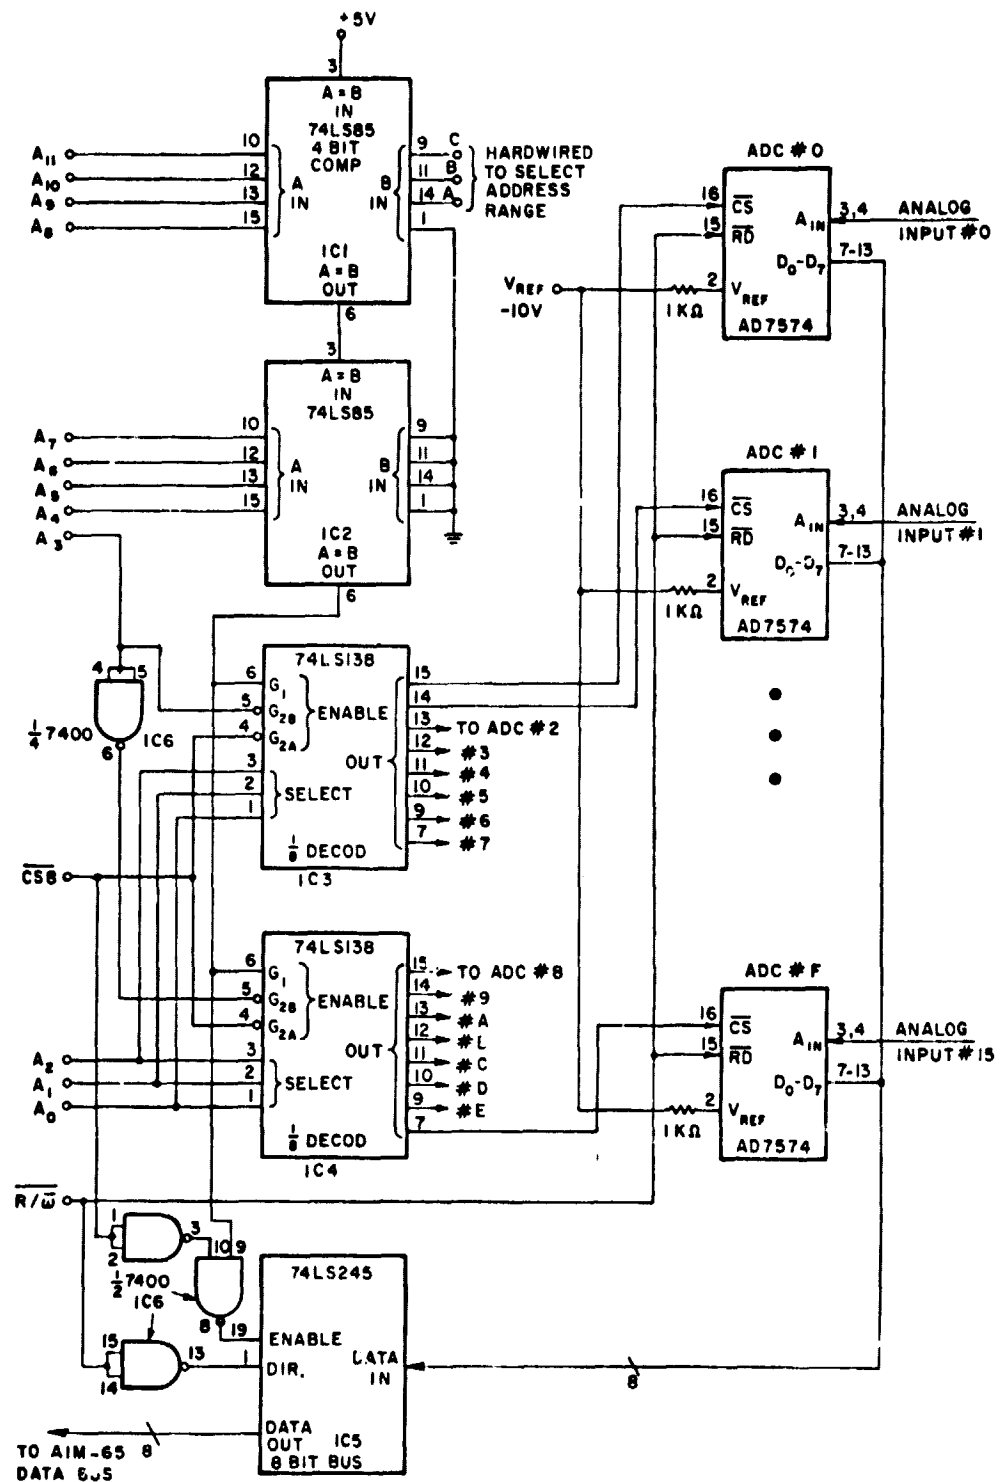 +5V
3
A = B
IN
74LS85
4 BIT
COMP
A11 10
A10 12
A9 13
A8 15
A
IN
B
IN
9 C
11 B
14 A
1
HARDWIRED
TO SELECT
ADDRESS
RANGE
IC1
A = B
OUT
6
3
A = B
IN
74LS85
A7 10
A6 12
A5 13
A4 15
A3
A
IN
B
IN
9
11
14
1
IC2
A = B
OUT
6
4 5
1/4 7400
IC6
6
74LS138
6 G1
5 G2B
4 G2A
ENABLE
3
2
1
SELECT
OUT
15
14
13 TO ADC #2
12 #3
11 #4
10 #5
9 #6
7 #7
1/8 DECOD
IC3
CSB
74LS138
6 G1
5 G2B
4 G2A
ENABLE
A2 3
A1 2
A0 1
SELECT
OUT
15 TO ADC #8
14 #9
13 #A
12 #L
11 #C
10 #D
9 #E
7
1/8 DECOD
IC4
R/W
1
2
3
10 9
1/2 7400
IC6
8
15
14
13
74LS245
19 ENABLE
1 DIR.
DATA
IN
8
DATA
OUT
IC5
8 BIT BUS
TO AIM-65 8
DATA BUS
VREF
-10V
ADC #0
16 CS
15 RD
AIN 3,4
ANALOG
INPUT #0
D0-D7 7-13
1KΩ
2 VREF
AD7574
ADC #1
16 CS
15 RD
AIN 3,4
ANALOG
INPUT #1
D0-D7 7-13
1KΩ
2 VREF
AD7574
ADC #F
16 CS
15 RD
AIN 3,4
ANALOG
INPUT #15
D0-D7 7-13
1KΩ
2 VREF
AD7574